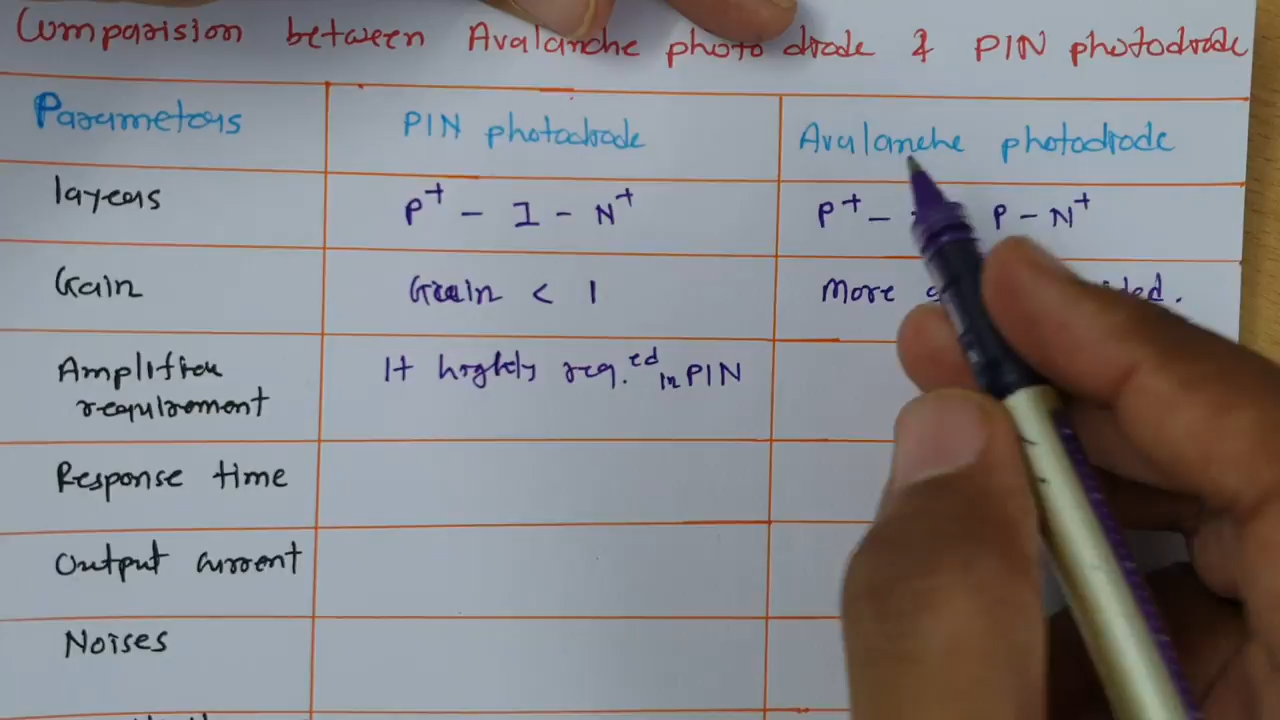 Comparision between Avalanche photo diode & PIN photodiode
Parameters PIN photodiode Avalanche photodiode
layers P+ - I - N+ P+ - P - N+
Gain Gain < 1 More
Amplifier It highly req.ed in PIN
requirement
Response time
Output current
Noises